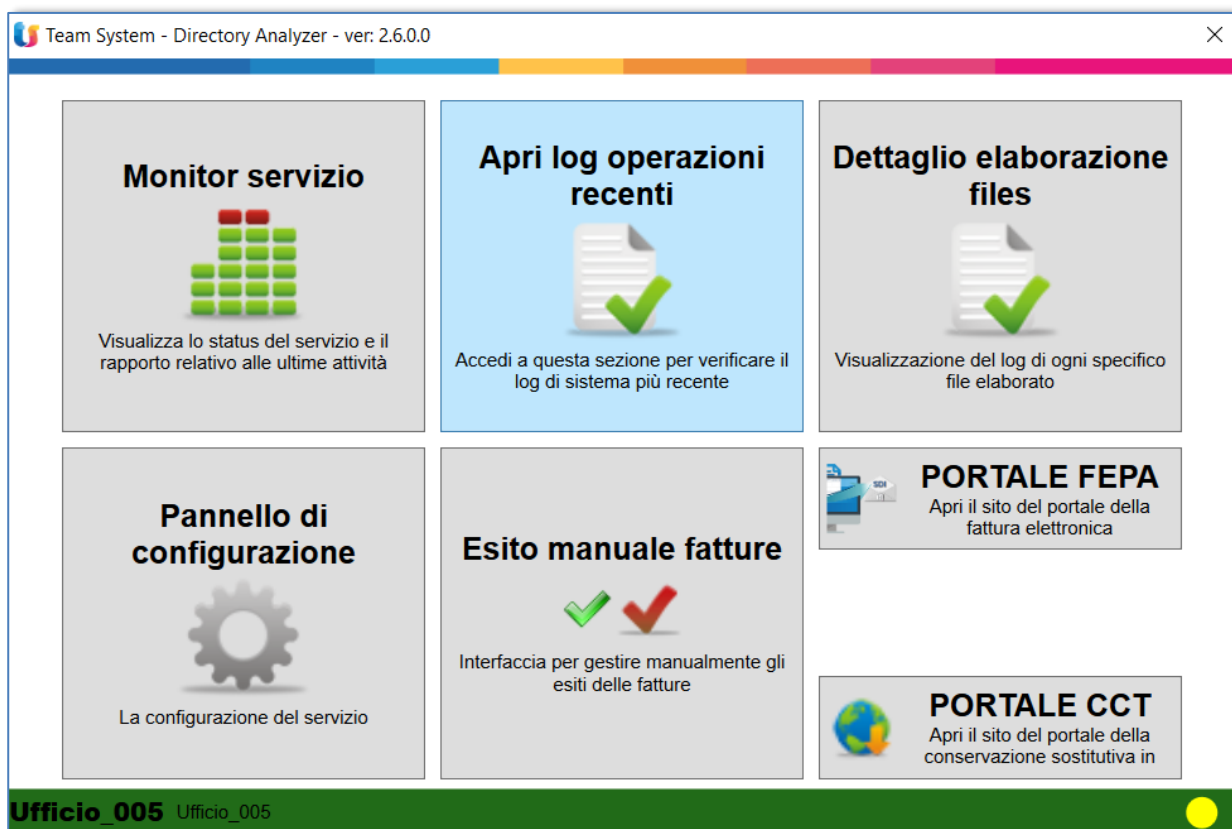 Team System - Directory Analyzer - ver: 2.6.0.0
Monitor servizio
Visualizza lo status del servizio e il
rapporto relativo alle ultime attività
Apri log operazioni
recenti
Accedi a questa sezione per verificare il
log di sistema più recente
Dettaglio elaborazione
files
Visualizzazione del log di ogni specifico
file elaborato
Pannello di
configurazione
La configurazione del servizio
Esito manuale fatture
Interfaccia per gestire manualmente gli
esiti delle fatture
SDI
PORTALE FEPA
Apri il sito del portale della
fattura elettronica
PORTALE CCT
Apri il sito del portale della
conservazione sostitutiva in
Ufficio_005 Ufficio_005